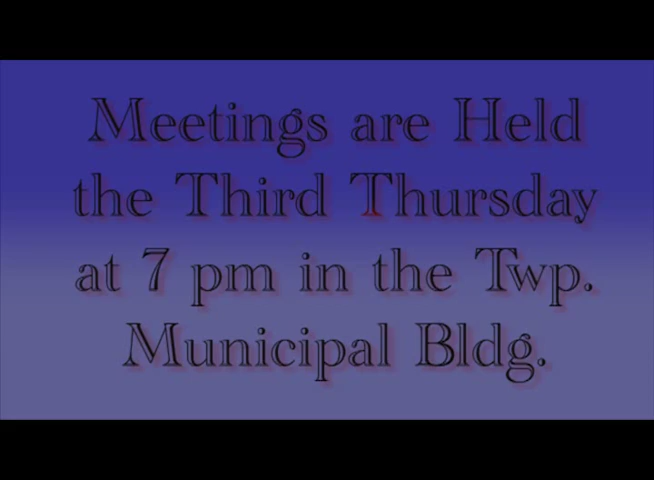 Meetings are Held
the Third Thursday
at 7 pm in the Twp.
Municipal Bldg.